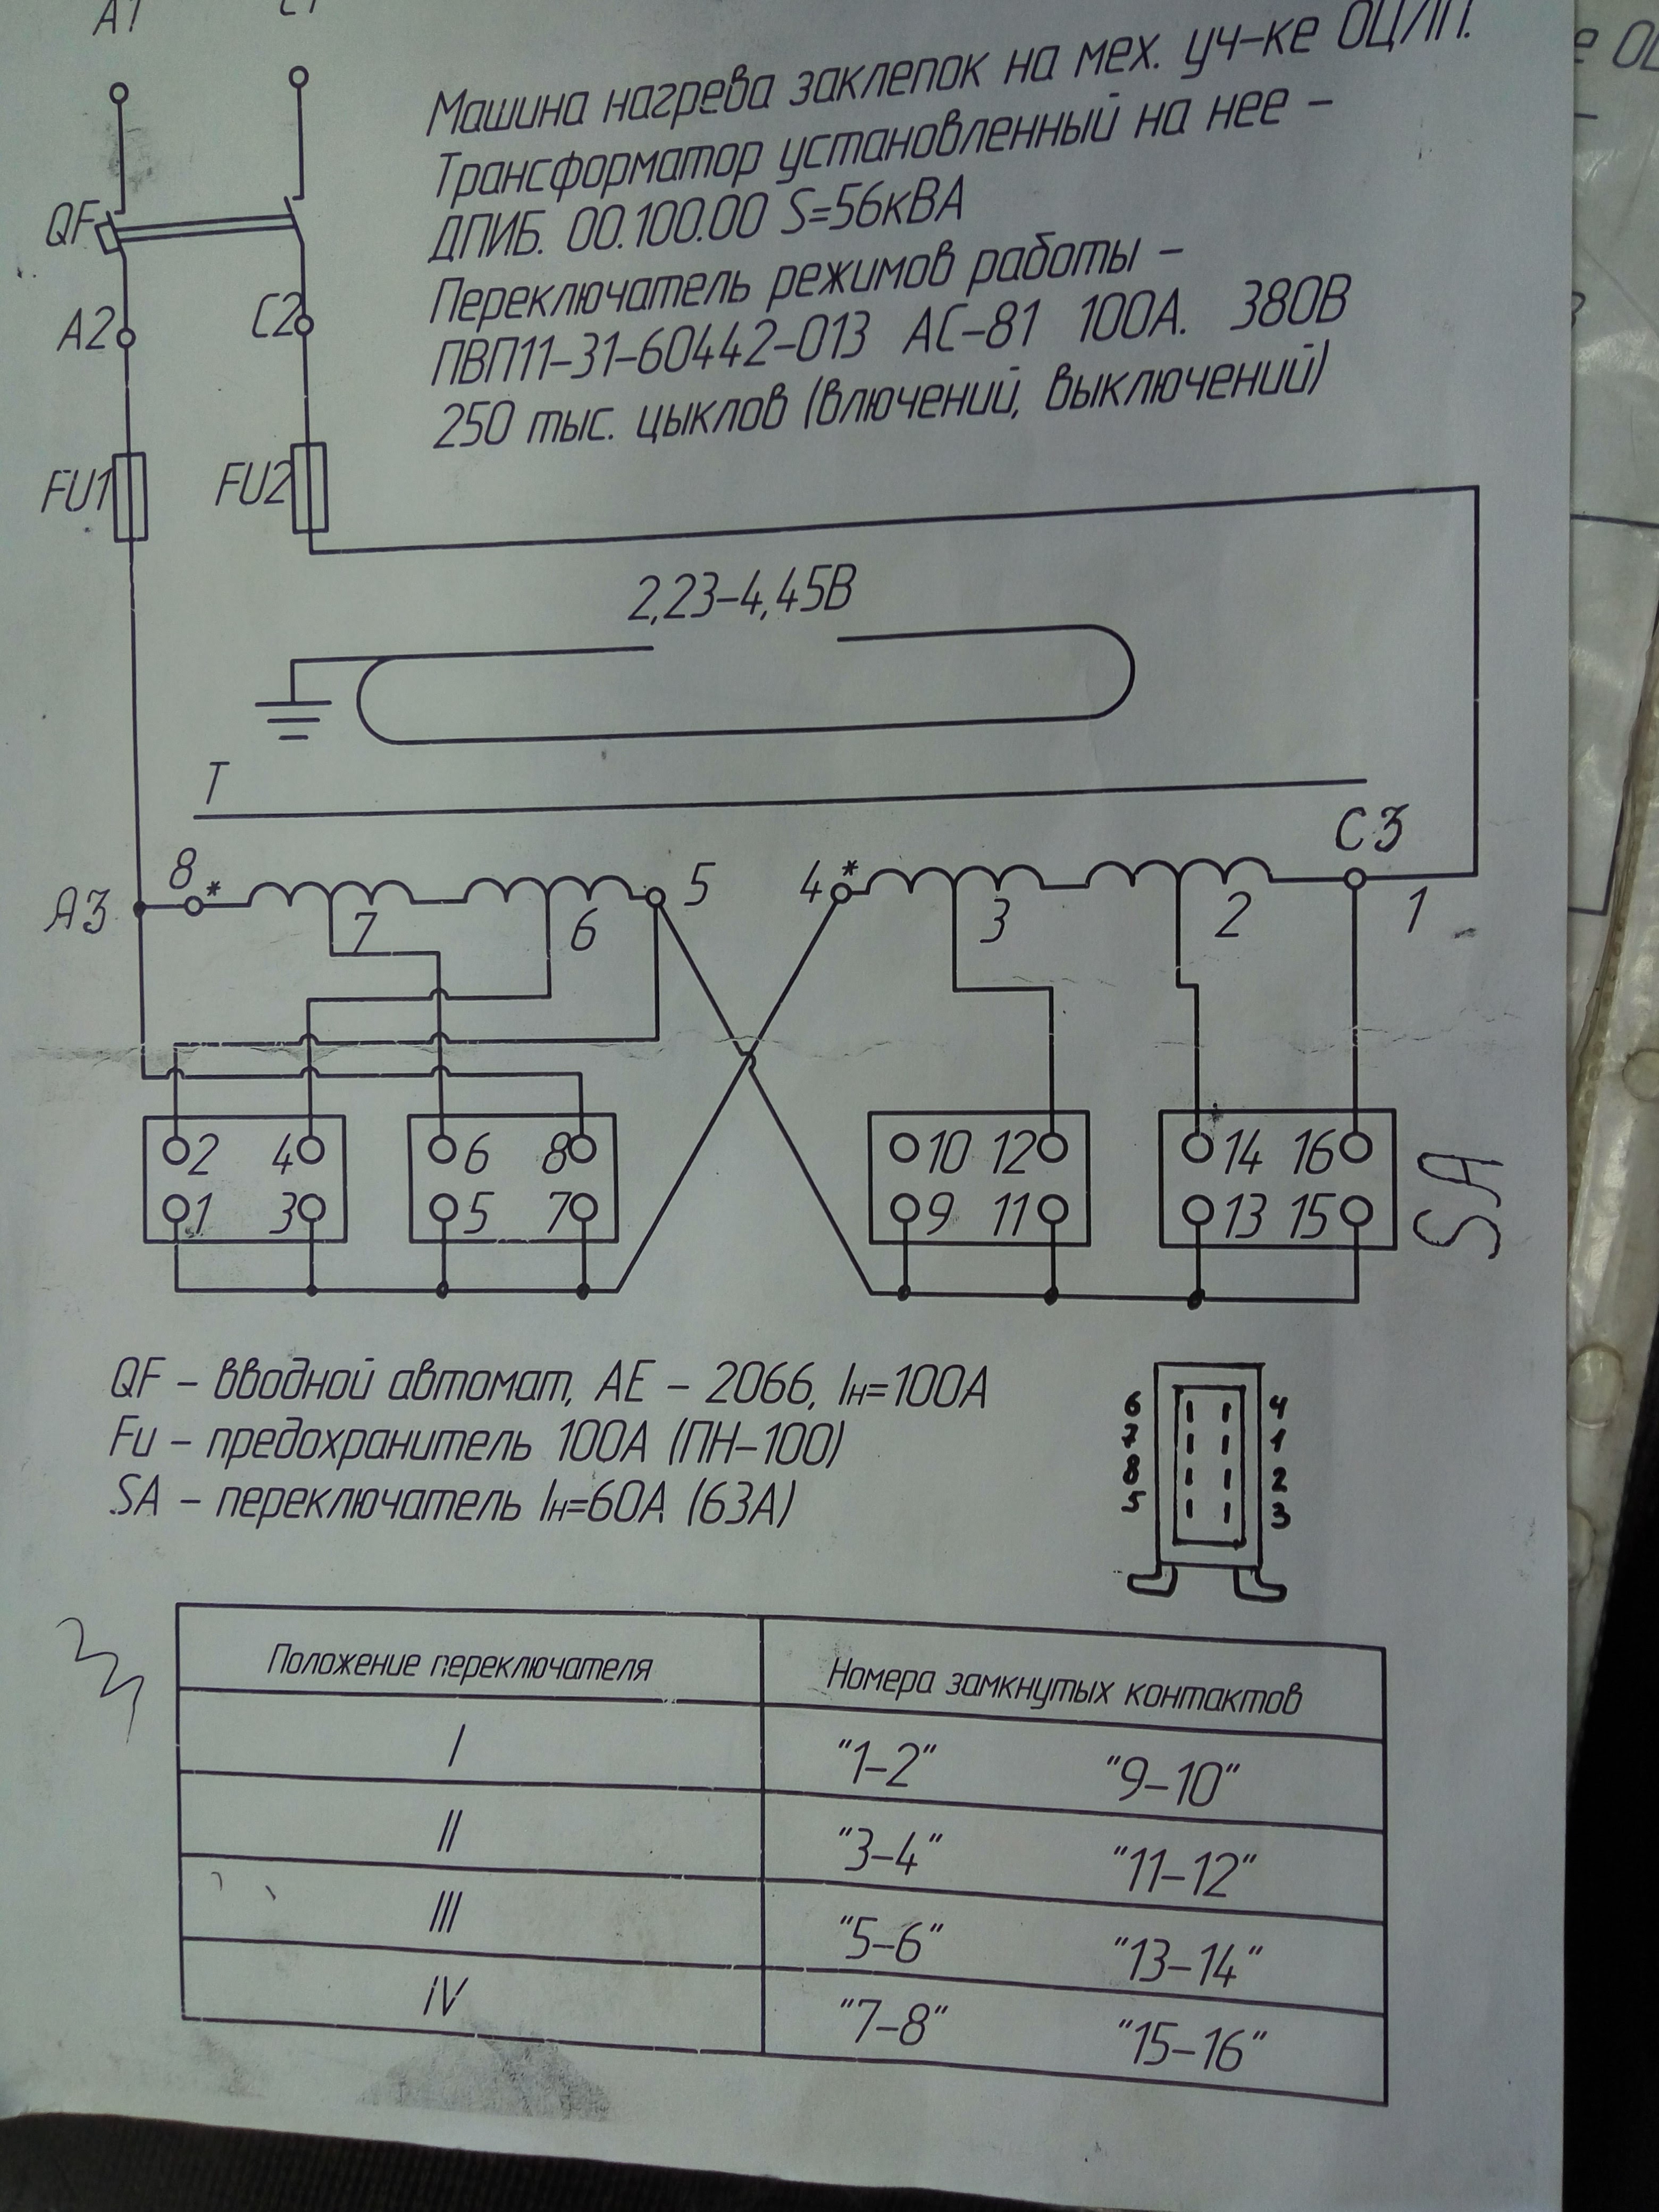 A1 C1
Машина нагрева заклепок на мех. уч-ке ОЦЛП.
Трансформатор установленный на нее -
ДПИБ. 00.100.00 S=56кВА
Переключатель режимов работы -
ПВП11-31-60442-013 АС-81 100А. 380В
250 тыс. цыклов (влючений, выключений)
QF
A2 C2
FU1 FU2
2,23-4,45В
T
C3
8 * 5 4 *
A3 7 6 3 2 1
2 4 6 8 10 12 14 16
1 3 5 7 9 11 13 15
SA
QF - вводной автомат, АЕ - 2066, Iн=100А
Fu - предохранитель 100А (ПН-100)
SA - переключатель Iн=60А (63А)
6 4
7 1
8 2
5 3
Положение переключателя Номера замкнутых контактов
I "1-2" "9-10"
II "3-4" "11-12"
III "5-6" "13-14"
IV "7-8" "15-16"